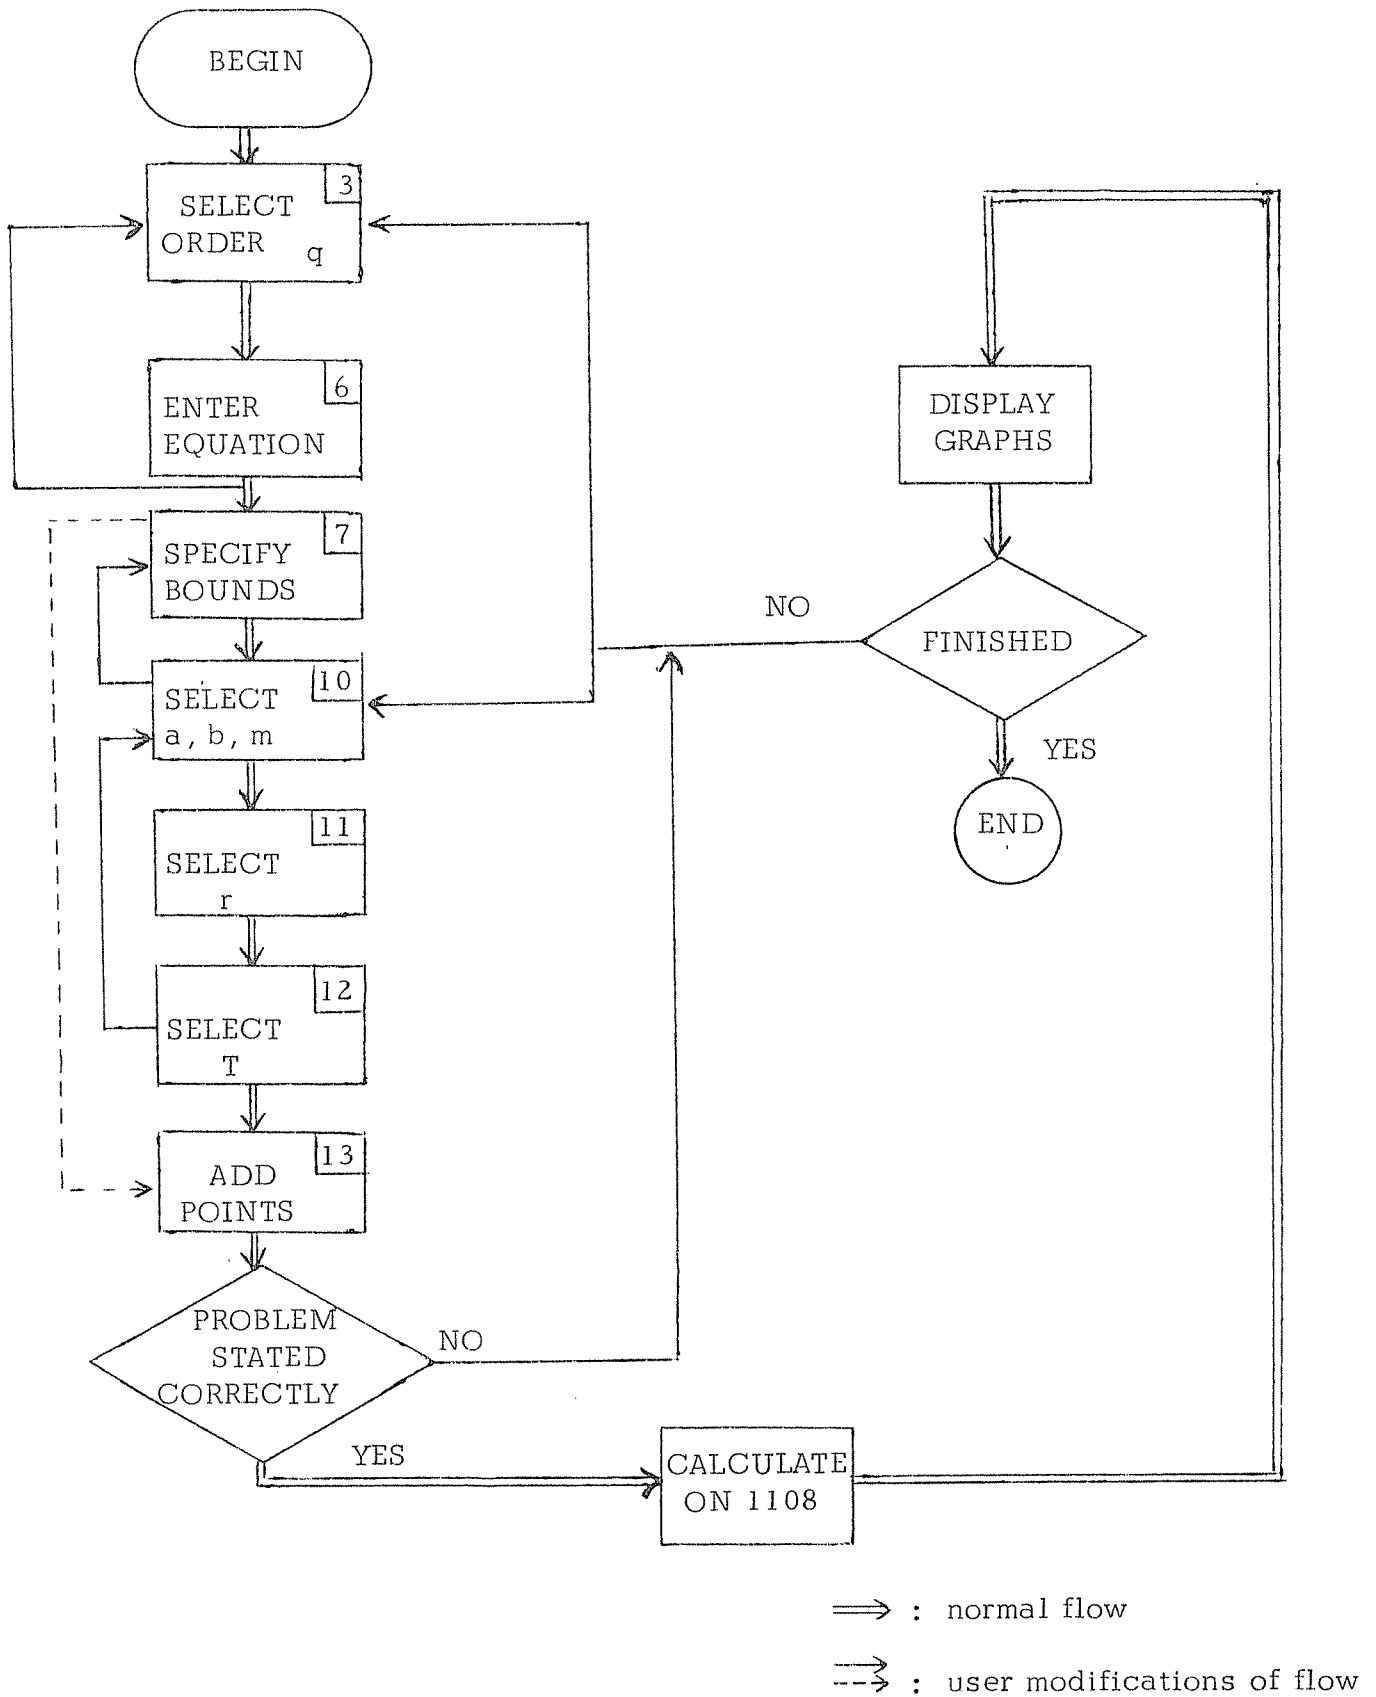 BEGIN
3
SELECT
ORDER q
6
ENTER
EQUATION
7
SPECIFY
BOUNDS
10
SELECT
a, b, m
11
SELECT
r
12
SELECT
T
13
ADD
POINTS
PROBLEM
STATED
CORRECTLY
NO
YES
CALCULATE
ON 1108
DISPLAY
GRAPHS
NO
FINISHED
YES
END
: normal flow
: user modifications of flow